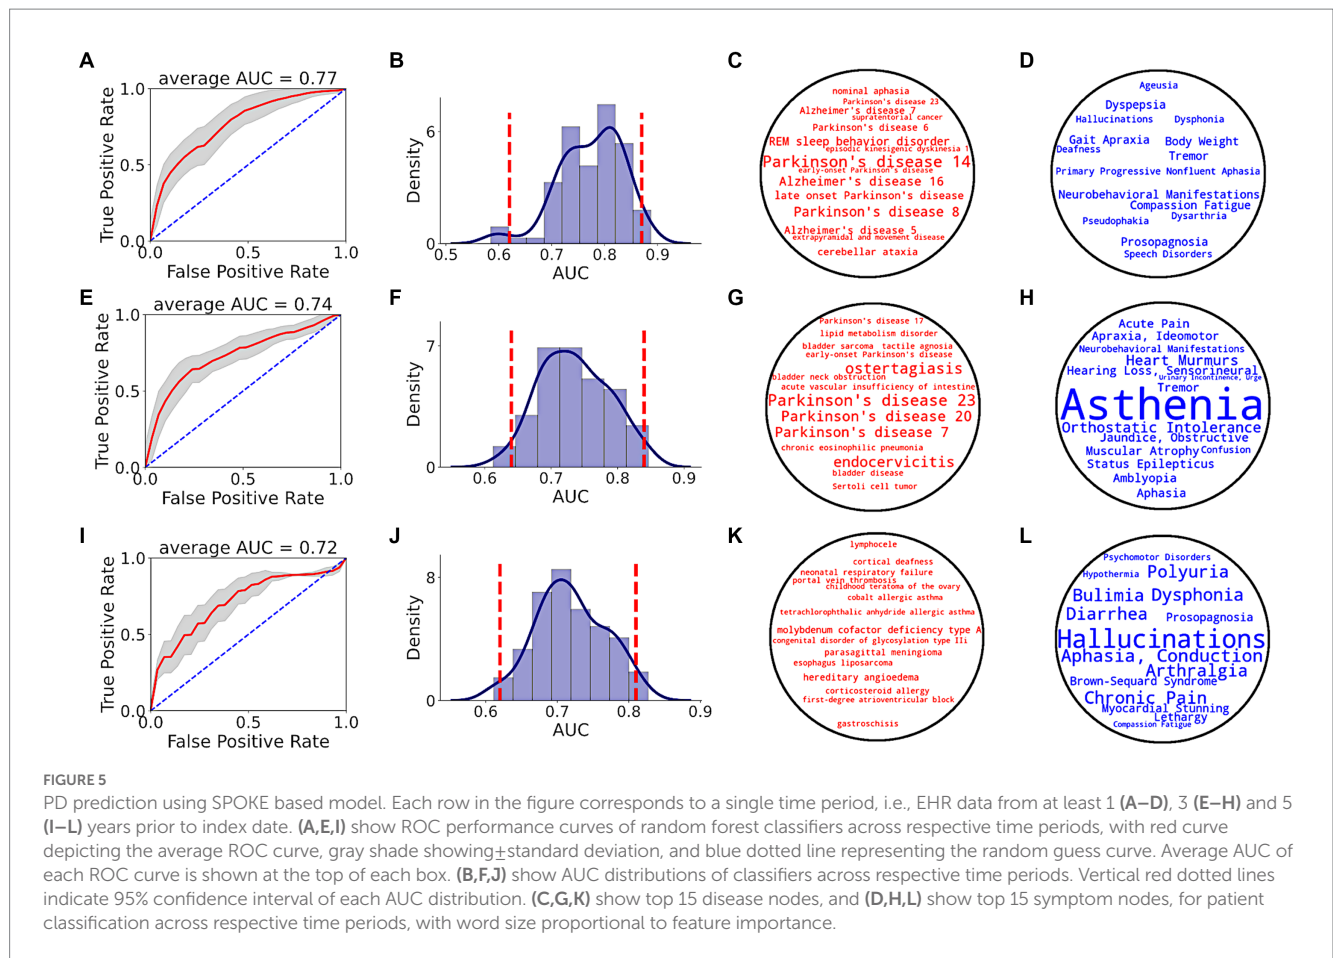 A
average AUC = 0.77
True Positive Rate
1.0
0.5
0.0
0.0
0.5
1.0
False Positive Rate
B
Density
6
0
0.5
0.6
0.7
0.8
0.9
AUC
C
nominal aphasia
Parkinson's disease 23
Alzheimer's disease 7
supratentorial cancer
Parkinson's disease 6
REM sleep behavior disorder
episodic kinesigenic dyskinesia 1
Parkinson's disease 14
early-onset Parkinson's disease
Alzheimer's disease 16
late onset Parkinson's disease
Parkinson's disease 8
Alzheimer's disease 5
extrapyramidal and movement disease
cerebellar ataxia
D
Ageusia
Dyspepsia
Hallucinations
Dysphonia
Gait Apraxia
Body Weight
Deafness
Tremor
Primary Progressive Nonfluent Aphasia
Neurobehavioral Manifestations
Compassion Fatigue
Dysarthria
Pseudophakia
Prosopagnosia
Speech Disorders
E
average AUC = 0.74
True Positive Rate
1.0
0.5
0.0
0.0
0.5
1.0
False Positive Rate
F
Density
7
0
0.6
0.7
0.8
0.9
AUC
G
Parkinson's disease 17
lipid metabolism disorder
bladder sarcoma
tactile agnosia
early-onset Parkinson's disease
ostertagiasis
bladder neck obstruction
acute vascular insufficiency of intestine
Parkinson's disease 23
Parkinson's disease 20
Parkinson's disease 7
chronic eosinophilic pneumonia
endocervicitis
bladder disease
Sertoli cell tumor
H
Acute Pain
Apraxia, Ideomotor
Neurobehavioral Manifestations
Heart Murmurs
Hearing Loss, Sensorineural
Urinary Incontinence, Urge
Tremor
Asthenia
Orthostatic Intolerance
Jaundice, Obstructive
Muscular Atrophy
Confusion
Status Epilepticus
Amblyopia
Aphasia
I
average AUC = 0.72
True Positive Rate
1.0
0.5
0.0
0.0
0.5
1.0
False Positive Rate
J
Density
8
0
0.6
0.7
0.8
0.9
AUC
K
lymphocele
cortical deafness
neonatal respiratory failure
portal vein thrombosis
childhood teratoma of the ovary
cobalt allergic asthma
tetrachlorophthalic anhydride allergic asthma
molybdenum cofactor deficiency type A
congenital disorder of glycosylation type IIi
parasagittal meningioma
esophagus liposarcoma
hereditary angioedema
corticosteroid allergy
first-degree atrioventricular block
gastroschisis
L
Psychomotor Disorders
Hypothermia
Polyuria
Bulimia
Dysphonia
Diarrhea
Prosopagnosia
Hallucinations
Aphasia, Conduction
Arthralgia
Brown-Sequard Syndrome
Chronic Pain
Myocardial Stunning
Lethargy
Compassion Fatigue
FIGURE 5
PD prediction using SPOKE based model. Each row in the figure corresponds to a single time period, i.e., EHR data from at least 1 (A–D), 3 (E–H) and 5
(I–L) years prior to index date. (A,E,I) show ROC performance curves of random forest classifiers across respective time periods, with red curve
depicting the average ROC curve, gray shade showing±standard deviation, and blue dotted line representing the random guess curve. Average AUC of
each ROC curve is shown at the top of each box. (B,F,J) show AUC distributions of classifiers across respective time periods. Vertical red dotted lines
indicate 95% confidence interval of each AUC distribution. (C,G,K) show top 15 disease nodes, and (D,H,L) show top 15 symptom nodes, for patient
classification across respective time periods, with word size proportional to feature importance.